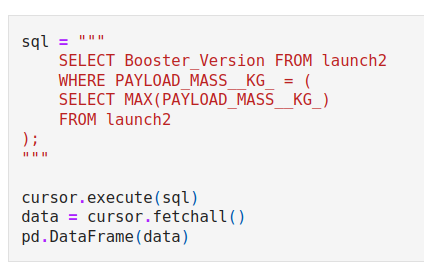 sql = """
    SELECT Booster_Version FROM launch2
    WHERE PAYLOAD_MASS__KG_ = (
    SELECT MAX(PAYLOAD_MASS__KG_)
    FROM launch2
);
"""

cursor.execute(sql)
data = cursor.fetchall()
pd.DataFrame(data)